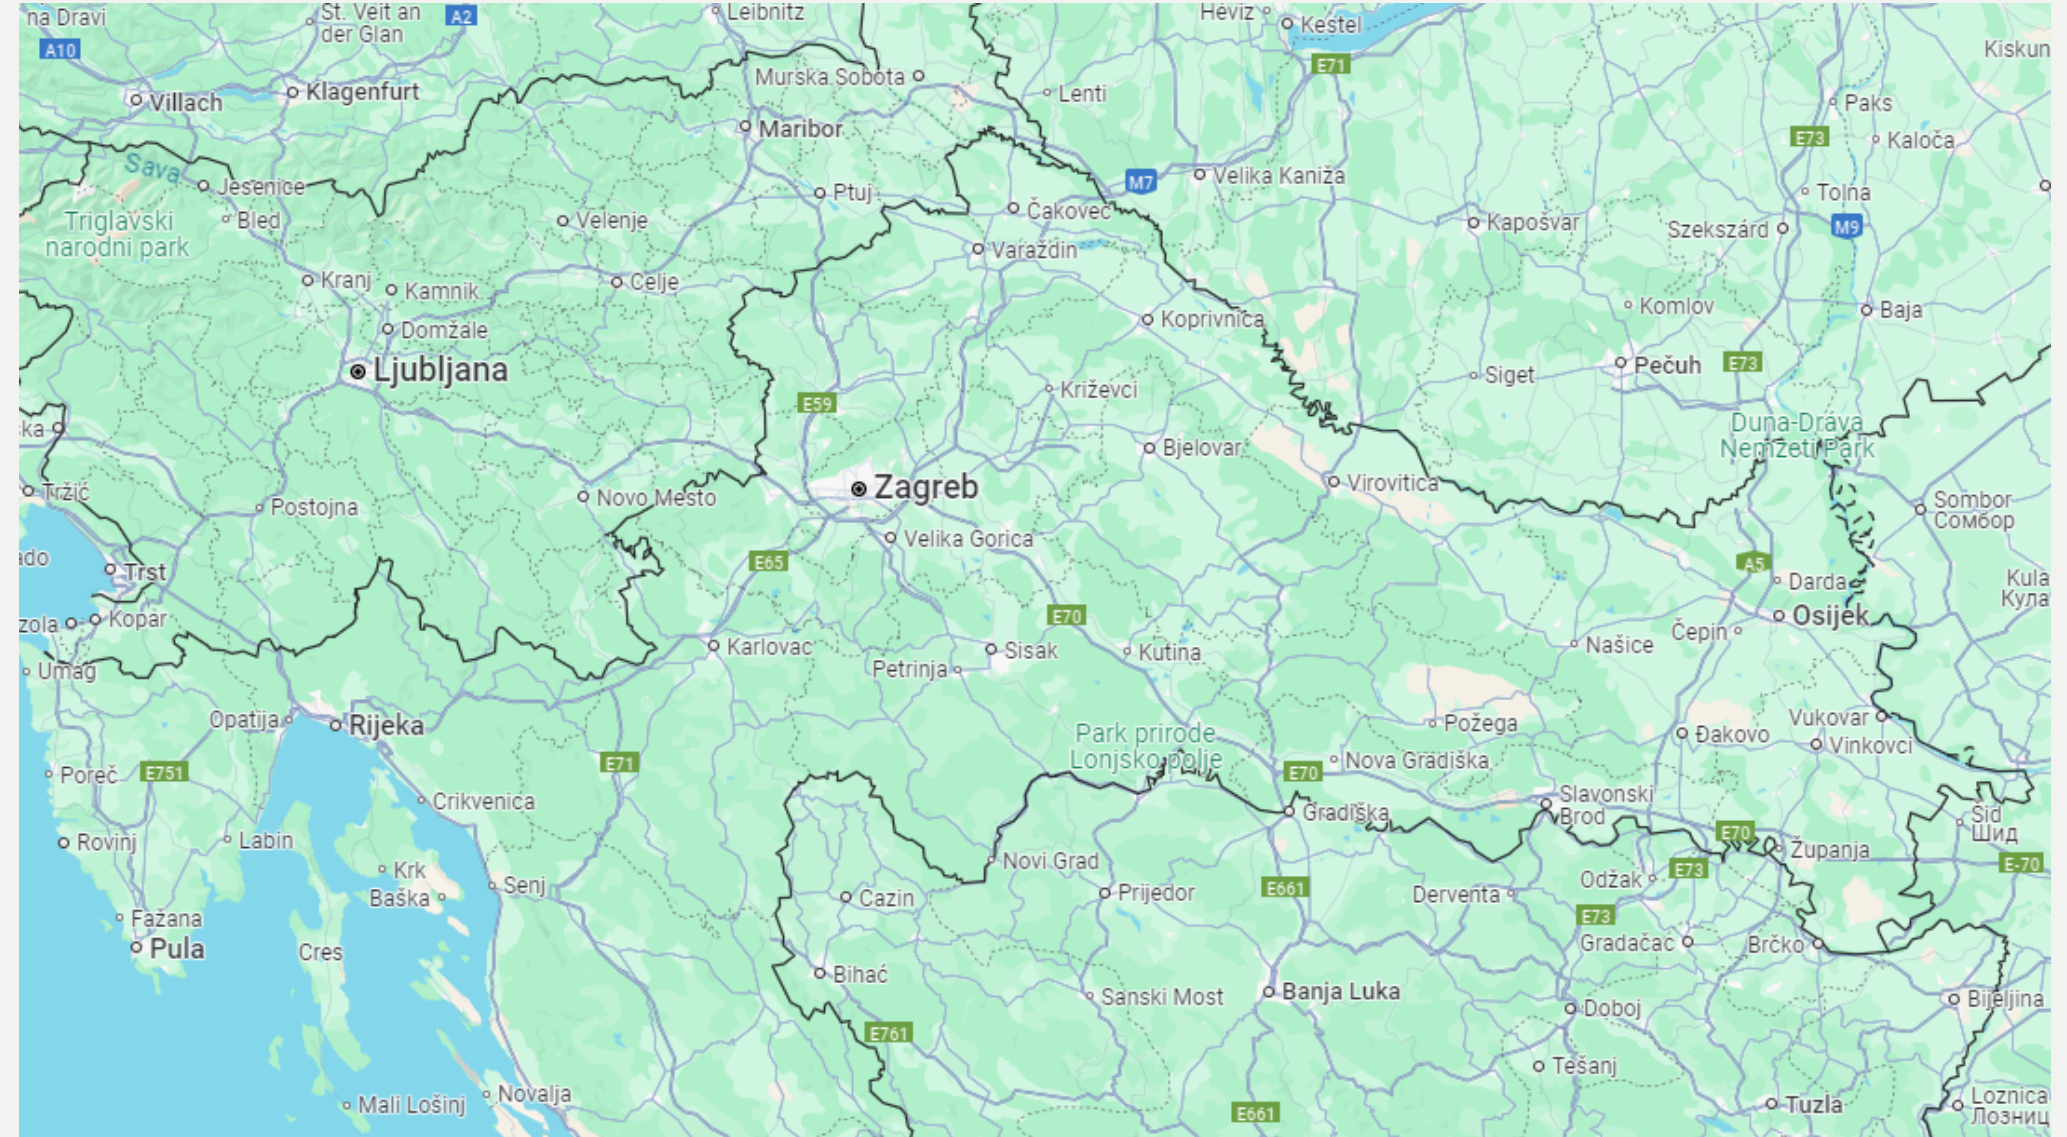 na Dravi
St. Veit an
der Glan
A2
Leibnitz
Hévíz
Kestel
A10
E71
Kiskun
Murska Sobota
Lenti
Villach
Klagenfurt
Paks
Maribor
E73
Kaloča
Sava
Jesenice
M7
Velika Kaniža
Ptuj
Tolna
Triglavski
narodni park
Bled
Velenje
Čakovec
Kapošvar
Szekszárd
M9
Varaždin
Kranj
Kamnik
Celje
Komlov
Baja
Koprivnica
Domžale
Ljubljana
Siget
Pečuh
E73
Križevci
E59
ka
Duna-Drava
Nemzeti Park
Bjelovar
Tržić
Novo Mesto
Zagreb
Virovitica
Postojna
Sombor
Сомбор
Velika Gorica
ado
Trst
E65
A5
Darda
Kula
Кула
zola
Kopar
E70
Osijek
Čepin
Karlovac
Sisak
Kutina
Našice
Umag
Petrinja
Opatija
Rijeka
Park prirode
Lonjsko polje
Požega
Đakovo
Vukovar
Vinkovci
Poreč
E751
E71
E70
Nova Gradiška
Crikvenica
Slavonski
Brod
Gradiška
Šid
Шид
Rovinj
Labin
E70
Županja
Novi Grad
E-70
Krk
Baška
Senj
Cazin
Prijedor
E661
Derventa
Odžak
E73
Fažana
Pula
E73
Cres
Gradačac
Brčko
Bihać
Sanski Most
Banja Luka
Doboj
Bijeljina
E761
Tešanj
Mali Lošinj
Novalja
E661
Tuzla
Loznica
Лозниц